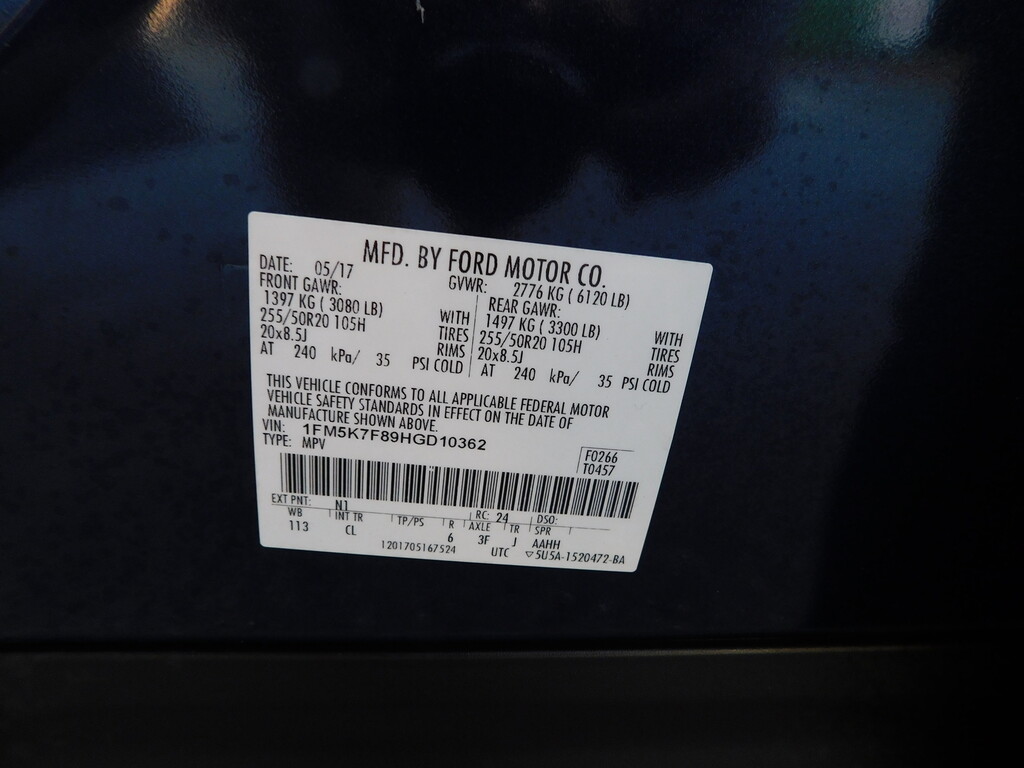 MFD. BY FORD MOTOR CO.
DATE: 05/17 GVWR: 2776 KG ( 6120 LB)
FRONT GAWR: REAR GAWR:
1397 KG ( 3080 LB) WITH 1497 KG ( 3300 LB) WITH
255/50R20 105H TIRES 255/50R20 105H TIRES
20x8.5J RIMS 20x8.5J RIMS
AT 240 kPa/ 35 PSI COLD AT 240 kPa/ 35 PSI COLD
THIS VEHICLE CONFORMS TO ALL APPLICABLE FEDERAL MOTOR
VEHICLE SAFETY STANDARDS IN EFFECT ON THE DATE OF
MANUFACTURE SHOWN ABOVE.
VIN: 1FM5K7F89HGD10362
TYPE: MPV
F0266
T0457
EXT PNT: N1 RC: 24 DSO:
WB INT TR TP/PS R AXLE TR SPR
113 CL 6 3F J AAHH
1201705167524 UTC ▽5U5A-1520472-BA